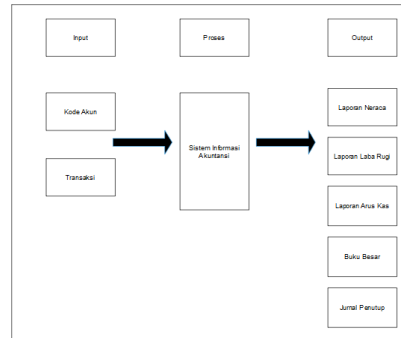 Input
Proses
Output
Kode Akun
Transaksi
Sistem Informasi
Akuntansi
Laporan Neraca
Laporan Laba Rugi
Laporan Arus Kas
Buku Besar
Jurnal Penutup